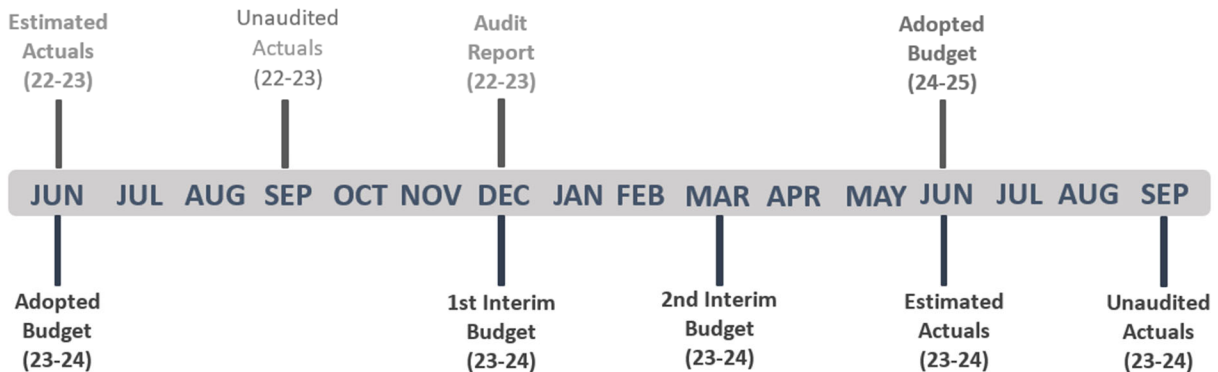 Estimated
Actuals
(22-23)
Unaudited
Actuals
(22-23)
Audit
Report
(22-23)
Adopted
Budget
(24-25)
JUN JUL AUG SEP OCT NOV DEC JAN FEB MAR APR MAY JUN JUL AUG SEP
Adopted
Budget
(23-24)
1st Interim
Budget
(23-24)
2nd Interim
Budget
(23-24)
Estimated
Actuals
(23-24)
Unaudited
Actuals
(23-24)